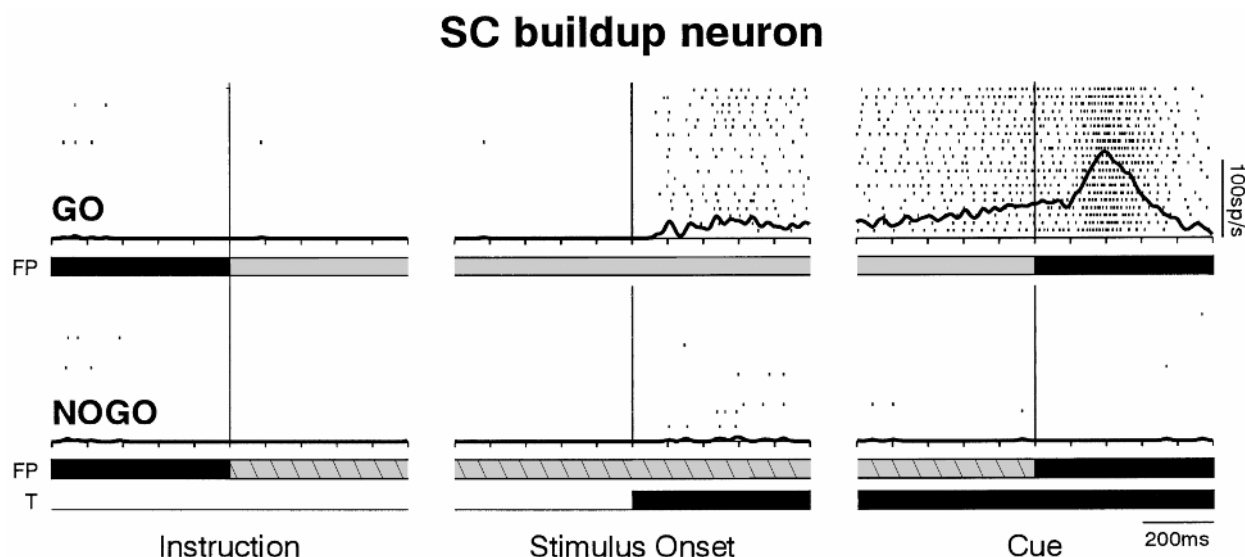 SC buildup neuron
GO
100sp/s
FP
NOGO
FP
T
Instruction
Stimulus Onset
Cue
200ms